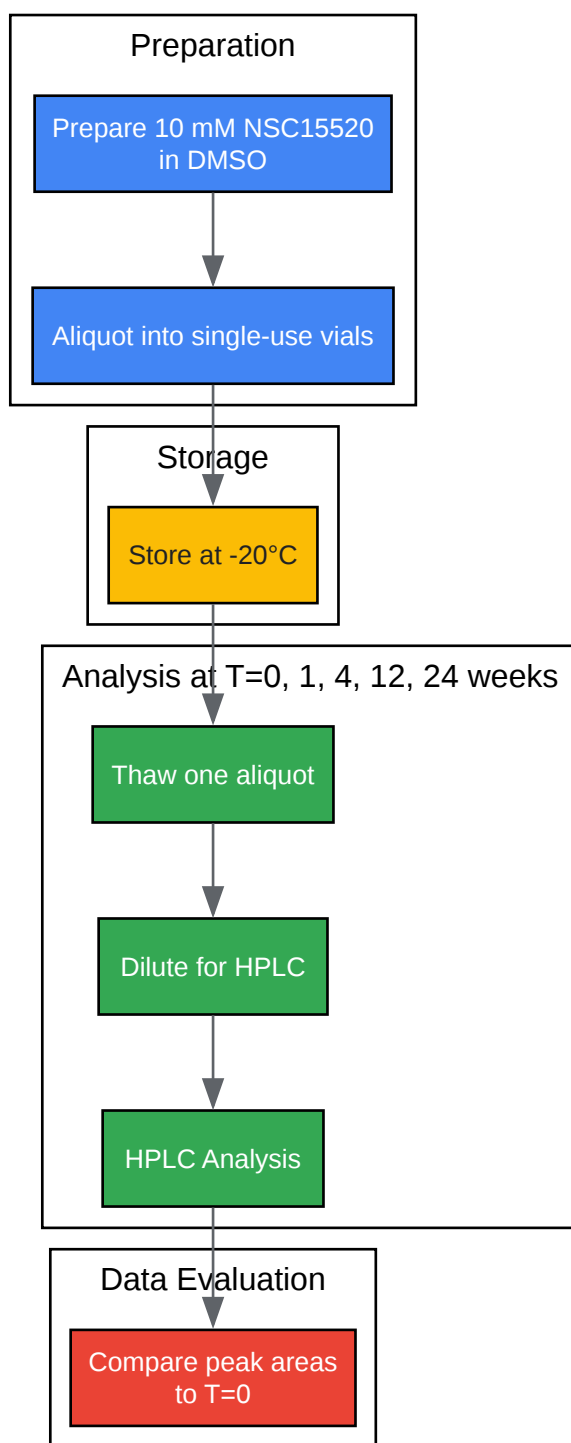 Preparation
Prepare 10 mM NSC15520
in DMSO
Aliquot into single-use vials
Storage
Store at -20°C
Analysis at T=0, 1, 4, 12, 24 weeks
Thaw one aliquot
Dilute for HPLC
HPLC Analysis
Data Evaluation
Compare peak areas
to T=0